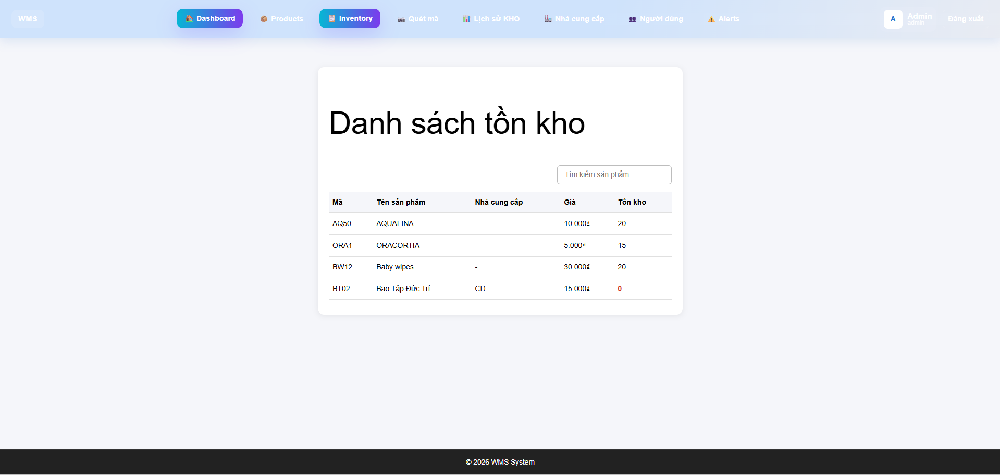 WMS
🏠 Dashboard
📦 Products
📋 Inventory
📷 Quét mã
📊 Lịch sử KHO
🏭 Nhà cung cấp
👥 Người dùng
⚠️ Alerts
A
Admin
admin
Đăng xuất
Danh sách tồn kho
Tìm kiếm sản phẩm...
Mã Tên sản phẩm Nhà cung cấp Giá Tồn kho
AQ50 AQUAFINA - 10.000₫ 20
ORA1 ORACORTIA - 5.000₫ 15
BW12 Baby wipes - 30.000₫ 20
BT02 Bao Tập Đức Trí CD 15.000₫ 0
© 2026 WMS System